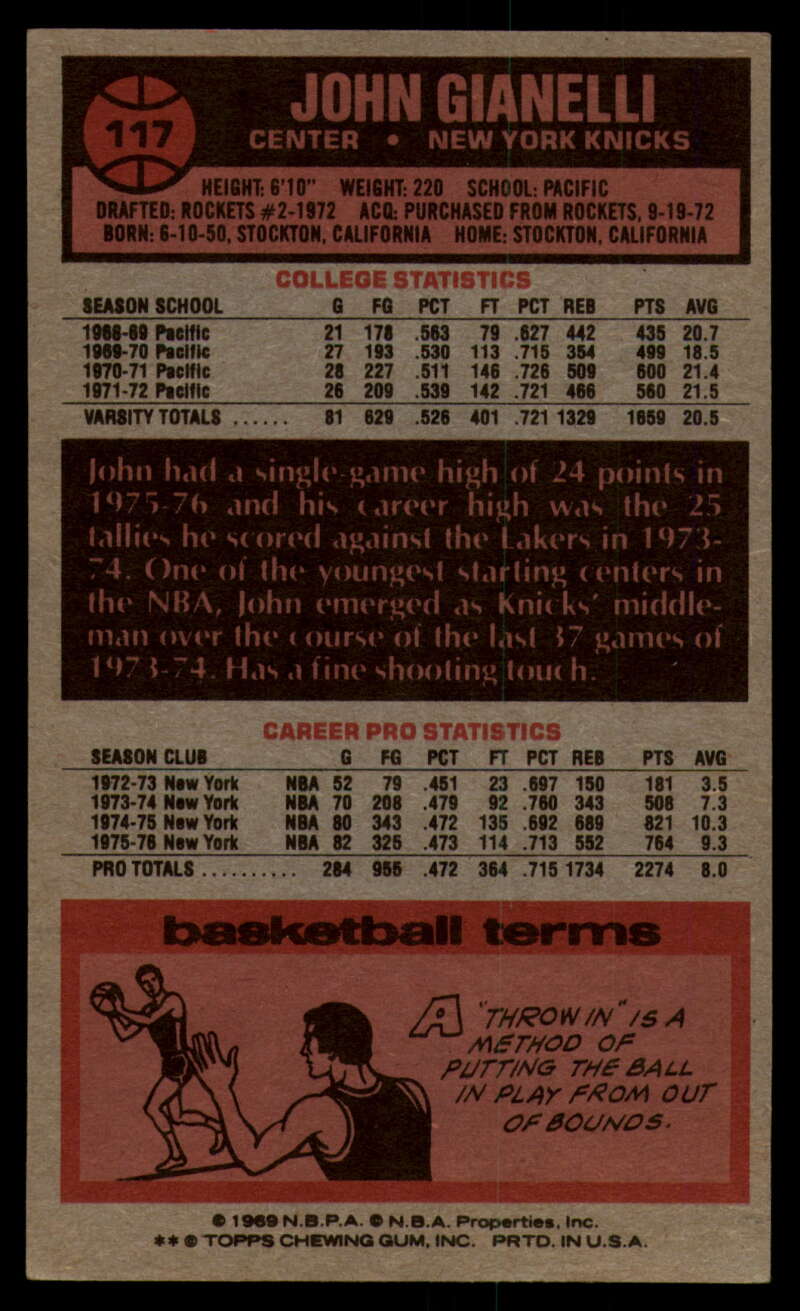 117
JOHN GIANELLI
CENTER • NEW YORK KNICKS
HEIGHT: 6'10" WEIGHT: 220 SCHOOL: PACIFIC
DRAFTED: ROCKETS #2-1972 ACQ: PURCHASED FROM ROCKETS, 9-19-72
BORN: 6-10-50, STOCKTON, CALIFORNIA HOME: STOCKTON, CALIFORNIA
COLLEGE STATISTICS
SEASON SCHOOL G FG PCT FT PCT REB PTS AVG
1968-69 Pacific 21 178 .563 79 .627 442 435 20.7
1969-70 Pacific 27 193 .530 113 .715 354 499 18.5
1970-71 Pacific 28 227 .511 146 .726 509 600 21.4
1971-72 Pacific 26 209 .539 142 .721 466 560 21.5
VARSITY TOTALS ...... 81 629 .526 401 .721 1329 1659 20.5
John had a single-game high of 24 points in
1975-76 and his career high was the 25
tallies he scored against the Lakers in 1973-
74. One of the youngest starting centers in
the NBA, John emerged as Knicks' middle-
man over the course of the last 37 games of
1973-74. Has a fine shooting touch.
CAREER PRO STATISTICS
SEASON CLUB G FG PCT FT PCT REB PTS AVG
1972-73 New York NBA 52 79 .451 23 .697 150 181 3.5
1973-74 New York NBA 70 208 .479 92 .760 343 508 7.3
1974-75 New York NBA 80 343 .472 135 .692 689 821 10.3
1975-76 New York NBA 82 325 .473 114 .713 552 764 9.3
PRO TOTALS .......... 284 955 .472 364 .715 1734 2274 8.0
basketball terms
A "THROW IN" IS A
METHOD OF
PUTTING THE BALL
IN PLAY FROM OUT
OF BOUNDS.
© 1969 N.B.P.A. © N.B.A. Properties, Inc.
** © TOPPS CHEWING GUM, INC. PRTD. IN U.S.A.